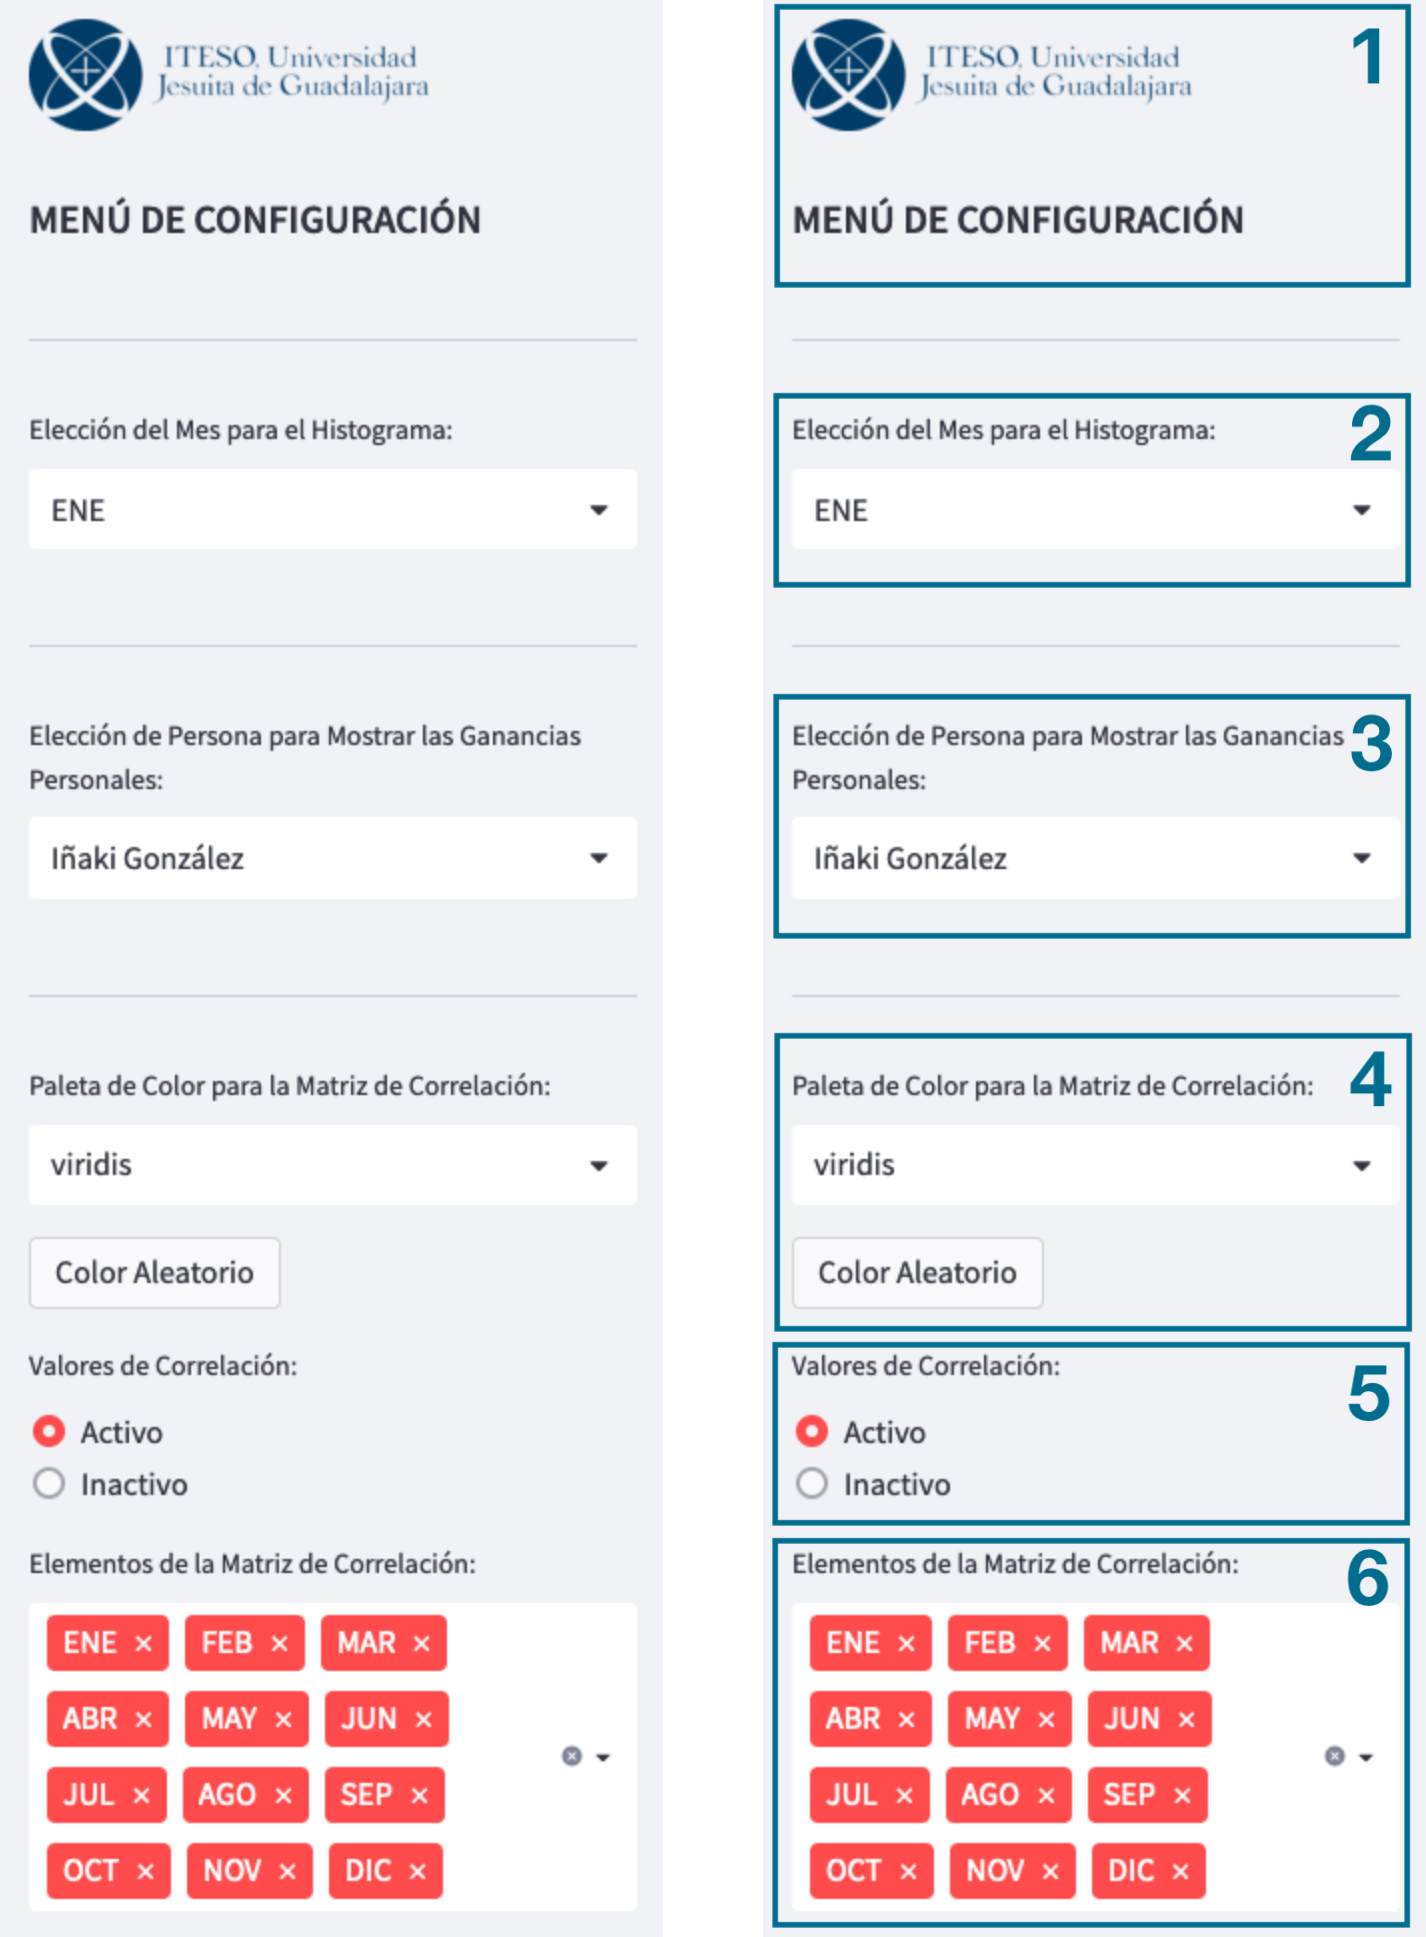 ITESO, Universidad
Jesuita de Guadalajara
MENÚ DE CONFIGURACIÓN
Elección del Mes para el Histograma:
ENE
Elección de Persona para Mostrar las Ganancias
Personales:
Iñaki González
Paleta de Color para la Matriz de Correlación:
viridis
Color Aleatorio
Valores de Correlación:
Activo
Inactivo
Elementos de la Matriz de Correlación:
ENE × FEB × MAR ×
ABR × MAY × JUN ×
JUL × AGO × SEP ×
OCT × NOV × DIC ×
ITESO, Universidad
Jesuita de Guadalajara
1
MENÚ DE CONFIGURACIÓN
Elección del Mes para el Histograma:
2
ENE
Elección de Persona para Mostrar las Ganancias
Personales:
3
Iñaki González
Paleta de Color para la Matriz de Correlación:
4
viridis
Color Aleatorio
Valores de Correlación:
5
Activo
Inactivo
Elementos de la Matriz de Correlación:
6
ENE × FEB × MAR ×
ABR × MAY × JUN ×
JUL × AGO × SEP ×
OCT × NOV × DIC ×